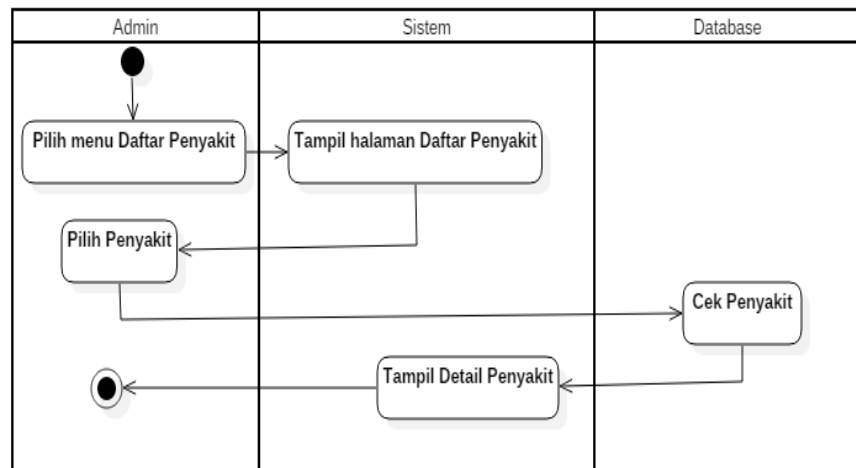 Admin
Sistem
Database
Pilih menu Daftar Penyakit
Tampil halaman Daftar Penyakit
Pilih Penyakit
Cek Penyakit
Tampil Detail Penyakit